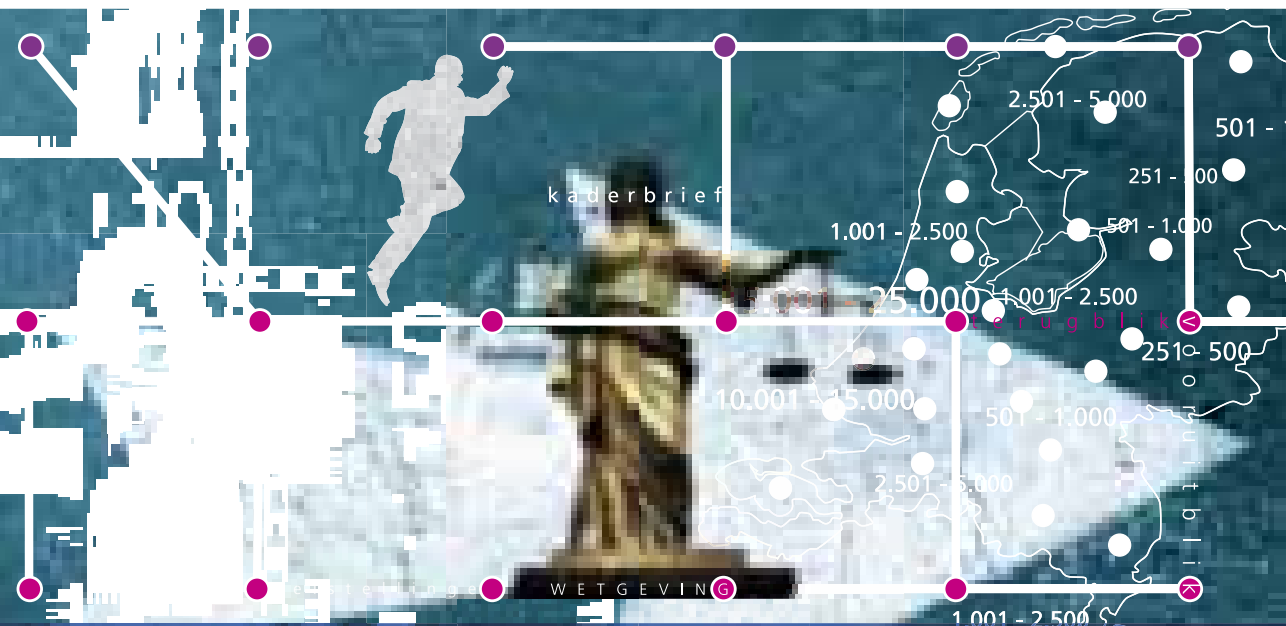 2.501 - 5.000
501 -
251 - 500
kaderbrief
1.001 - 2.500
501 - 1.000
25.000
1.001 - 2.500
terugblik
Vooruitblik
251 - 500
10.001 - 15.000
501 - 1.000
2.501 - 5.000
WETGEVING
1.001 - 2.500